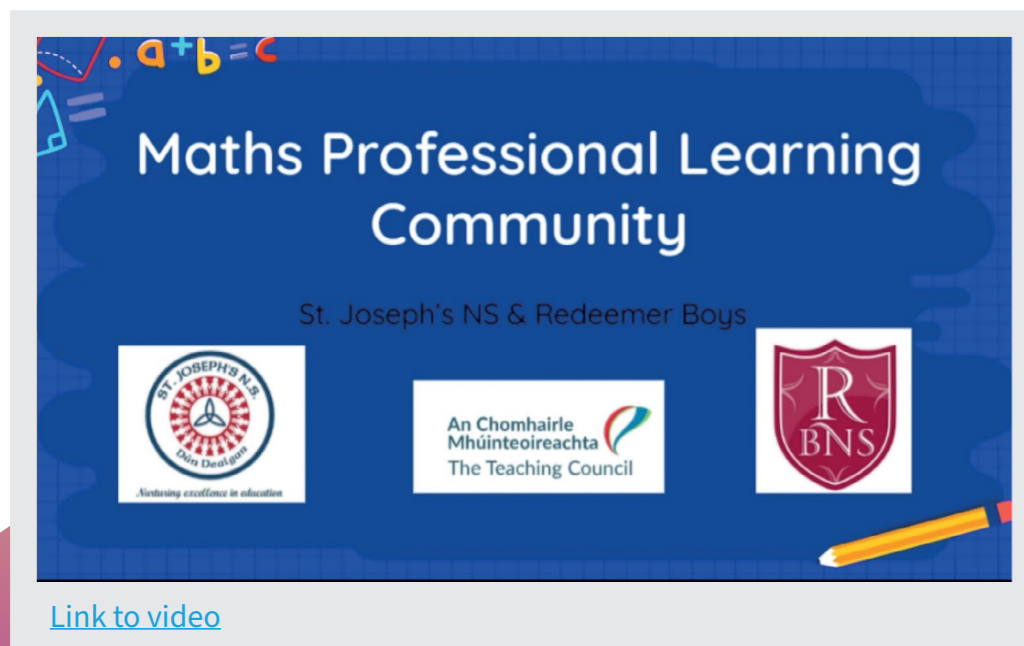 a+b=c
Maths Professional Learning
Community
St. Joseph's NS & Redeemer Boys
ST. JOSEPH'S N.S.
Dún Dealgan
Nurturing excellence in education
An Chomhairle
Mhúinteoireachta
The Teaching Council
R
BNS
Link to video